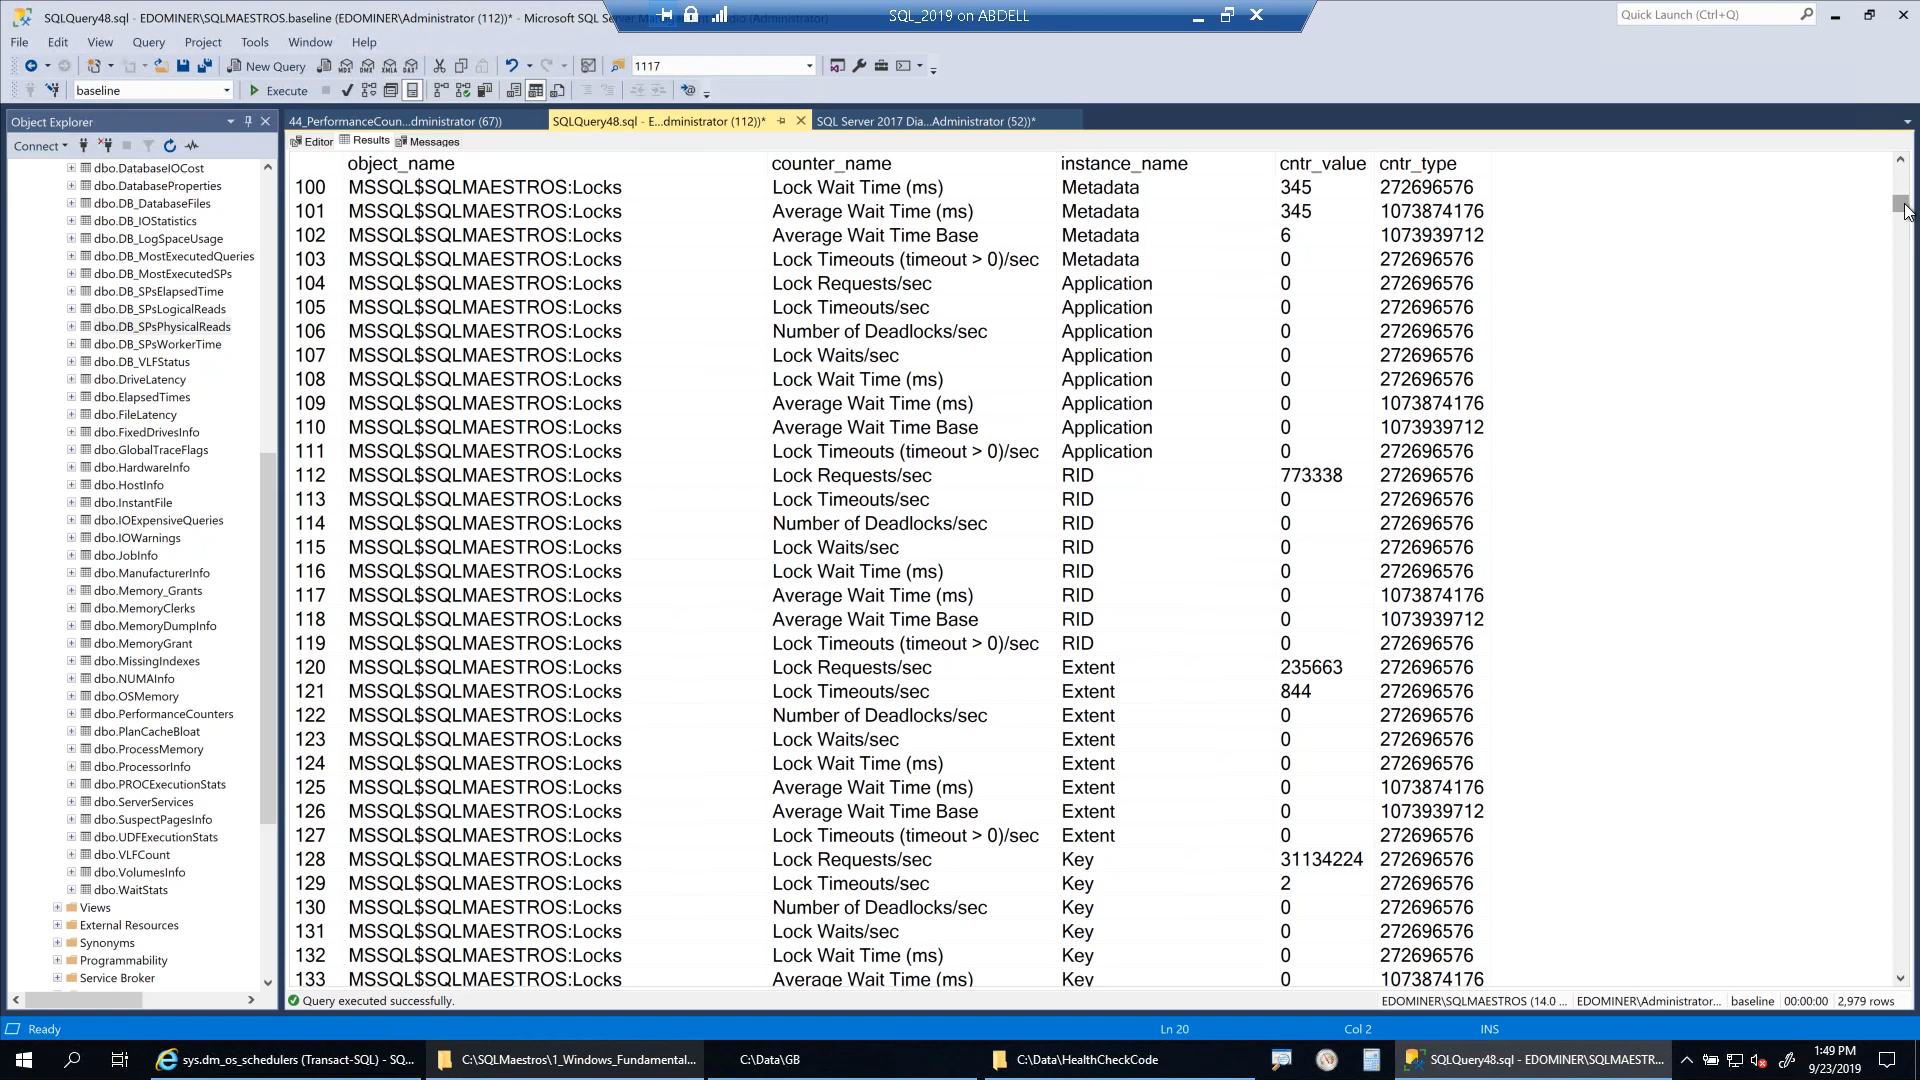 SQLQuery48.sql - EDOMINER\SQLMAESTROS.baseline (EDOMINER\Administrator (112))* - Microsoft SQL Server
SQL_2019 on ABDELL
Quick Launch (Ctrl+Q)
File Edit View Query Project Tools Window Help
New Query
1117
baseline
Execute
Object Explorer
Connect
dbo.DatabaseIOCost
dbo.DatabaseProperties
dbo.DB_DatabaseFiles
dbo.DB_IOStatistics
dbo.DB_LogSpaceUsage
dbo.DB_MostExecutedQueries
dbo.DB_MostExecutedSPs
dbo.DB_SPsElapsedTime
dbo.DB_SPsLogicalReads
dbo.DB_SPsPhysicalReads
dbo.DB_SPsWorkerTime
dbo.DB_VLFStatus
dbo.DriveLatency
dbo.ElapsedTimes
dbo.FileLatency
dbo.FixedDrivesInfo
dbo.GlobalTraceFlags
dbo.HardwareInfo
dbo.HostInfo
dbo.InstantFile
dbo.IOExpensiveQueries
dbo.IOWarnings
dbo.JobInfo
dbo.ManufacturerInfo
dbo.Memory_Grants
dbo.MemoryClerks
dbo.MemoryDumpInfo
dbo.MemoryGrant
dbo.MissingIndexes
dbo.NUMAInfo
dbo.OSMemory
dbo.PerformanceCounters
dbo.PlanCacheBloat
dbo.ProcessMemory
dbo.ProcessorInfo
dbo.PROCExecutionStats
dbo.ServerServices
dbo.SuspectPagesInfo
dbo.UDFExecutionStats
dbo.VLFCount
dbo.VolumesInfo
dbo.WaitStats
Views
External Resources
Synonyms
Programmability
Service Broker
44_PerformanceCoun...dministrator (67)) SQLQuery48.sql - E...dministrator (112))* SQL Server 2017 Dia...Administrator (52))*
Editor Results Messages
object_name counter_name instance_name cntr_value cntr_type
100 MSSQL$SQLMAESTROS:Locks Lock Wait Time (ms) Metadata 345 272696576
101 MSSQL$SQLMAESTROS:Locks Average Wait Time (ms) Metadata 345 1073874176
102 MSSQL$SQLMAESTROS:Locks Average Wait Time Base Metadata 6 1073939712
103 MSSQL$SQLMAESTROS:Locks Lock Timeouts (timeout > 0)/sec Metadata 0 272696576
104 MSSQL$SQLMAESTROS:Locks Lock Requests/sec Application 0 272696576
105 MSSQL$SQLMAESTROS:Locks Lock Timeouts/sec Application 0 272696576
106 MSSQL$SQLMAESTROS:Locks Number of Deadlocks/sec Application 0 272696576
107 MSSQL$SQLMAESTROS:Locks Lock Waits/sec Application 0 272696576
108 MSSQL$SQLMAESTROS:Locks Lock Wait Time (ms) Application 0 272696576
109 MSSQL$SQLMAESTROS:Locks Average Wait Time (ms) Application 0 1073874176
110 MSSQL$SQLMAESTROS:Locks Average Wait Time Base Application 0 1073939712
111 MSSQL$SQLMAESTROS:Locks Lock Timeouts (timeout > 0)/sec Application 0 272696576
112 MSSQL$SQLMAESTROS:Locks Lock Requests/sec RID 773338 272696576
113 MSSQL$SQLMAESTROS:Locks Lock Timeouts/sec RID 0 272696576
114 MSSQL$SQLMAESTROS:Locks Number of Deadlocks/sec RID 0 272696576
115 MSSQL$SQLMAESTROS:Locks Lock Waits/sec RID 0 272696576
116 MSSQL$SQLMAESTROS:Locks Lock Wait Time (ms) RID 0 272696576
117 MSSQL$SQLMAESTROS:Locks Average Wait Time (ms) RID 0 1073874176
118 MSSQL$SQLMAESTROS:Locks Average Wait Time Base RID 0 1073939712
119 MSSQL$SQLMAESTROS:Locks Lock Timeouts (timeout > 0)/sec RID 0 272696576
120 MSSQL$SQLMAESTROS:Locks Lock Requests/sec Extent 235663 272696576
121 MSSQL$SQLMAESTROS:Locks Lock Timeouts/sec Extent 844 272696576
122 MSSQL$SQLMAESTROS:Locks Number of Deadlocks/sec Extent 0 272696576
123 MSSQL$SQLMAESTROS:Locks Lock Waits/sec Extent 0 272696576
124 MSSQL$SQLMAESTROS:Locks Lock Wait Time (ms) Extent 0 272696576
125 MSSQL$SQLMAESTROS:Locks Average Wait Time (ms) Extent 0 1073874176
126 MSSQL$SQLMAESTROS:Locks Average Wait Time Base Extent 0 1073939712
127 MSSQL$SQLMAESTROS:Locks Lock Timeouts (timeout > 0)/sec Extent 0 272696576
128 MSSQL$SQLMAESTROS:Locks Lock Requests/sec Key 31134224 272696576
129 MSSQL$SQLMAESTROS:Locks Lock Timeouts/sec Key 2 272696576
130 MSSQL$SQLMAESTROS:Locks Number of Deadlocks/sec Key 0 272696576
131 MSSQL$SQLMAESTROS:Locks Lock Waits/sec Key 0 272696576
132 MSSQL$SQLMAESTROS:Locks Lock Wait Time (ms) Key 0 272696576
133 MSSQL$SQLMAESTROS:Locks Average Wait Time (ms) Key 0 1073874176
Query executed successfully. EDOMINER\SQLMAESTROS (14.0 ... EDOMINER\Administrator... baseline 00:00:00 2,979 rows
Ready Ln 20 Col 2 INS
sys.dm_os_schedulers (Transact-SQL) - SQ... C:\SQLMaestros\1_Windows_Fundamental... C:\Data\GB C:\Data\HealthCheckCode SQLQuery48.sql - EDOMINER\SQLMAESTR... 1:49 PM
9/23/2019